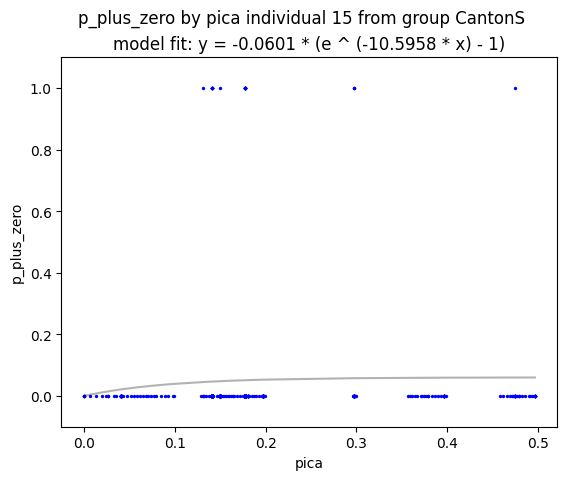 p_plus_zero by pica individual 15 from group CantonS
model fit: y = -0.0601 * (e ^ (-10.5958 * x) - 1)
1.0
0.8
0.6
0.4
0.2
0.0
p_plus_zero
0.0 0.1 0.2 0.3 0.4 0.5
pica